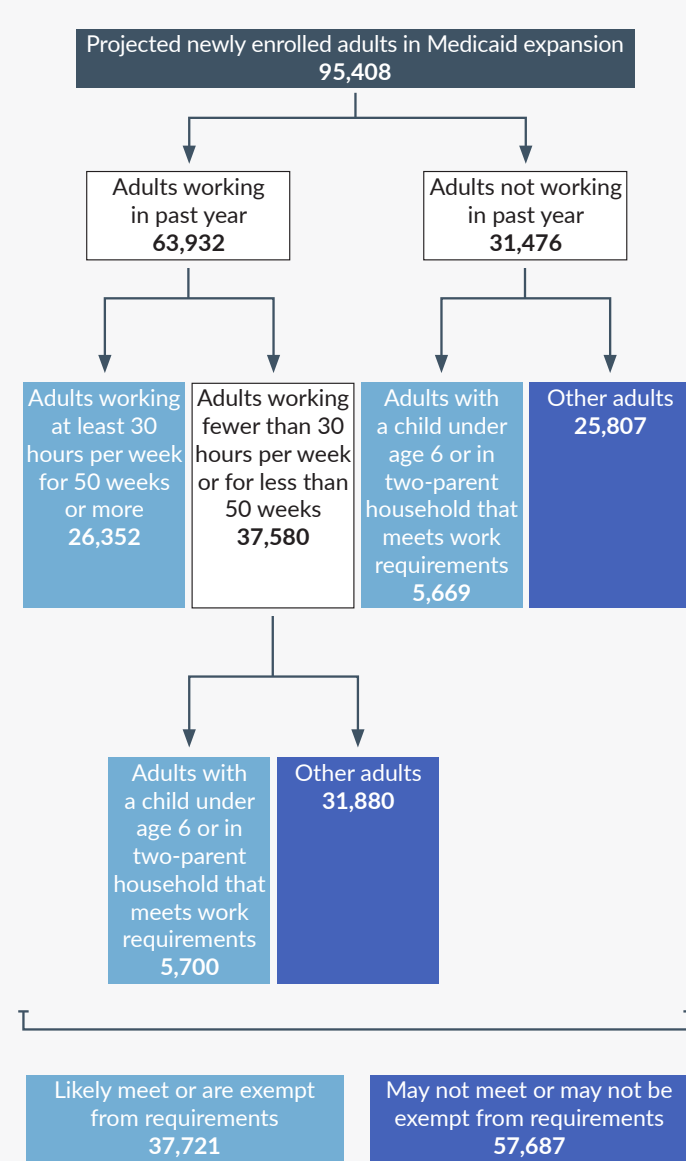 Projected newly enrolled adults in Medicaid expansion
95,408
Adults working
in past year
63,932
Adults not working
in past year
31,476
Adults working
at least 30
hours per week
for 50 weeks
or more
26,352
Adults working
fewer than 30
hours per week
or for less than
50 weeks
37,580
Adults with
a child under
age 6 or in
two-parent
household that
meets work
requirements
5,669
Other adults
25,807
Adults with
a child under
age 6 or in
two-parent
household that
meets work
requirements
5,700
Other adults
31,880
Likely meet or are exempt
from requirements
37,721
May not meet or may not be
exempt from requirements
57,687